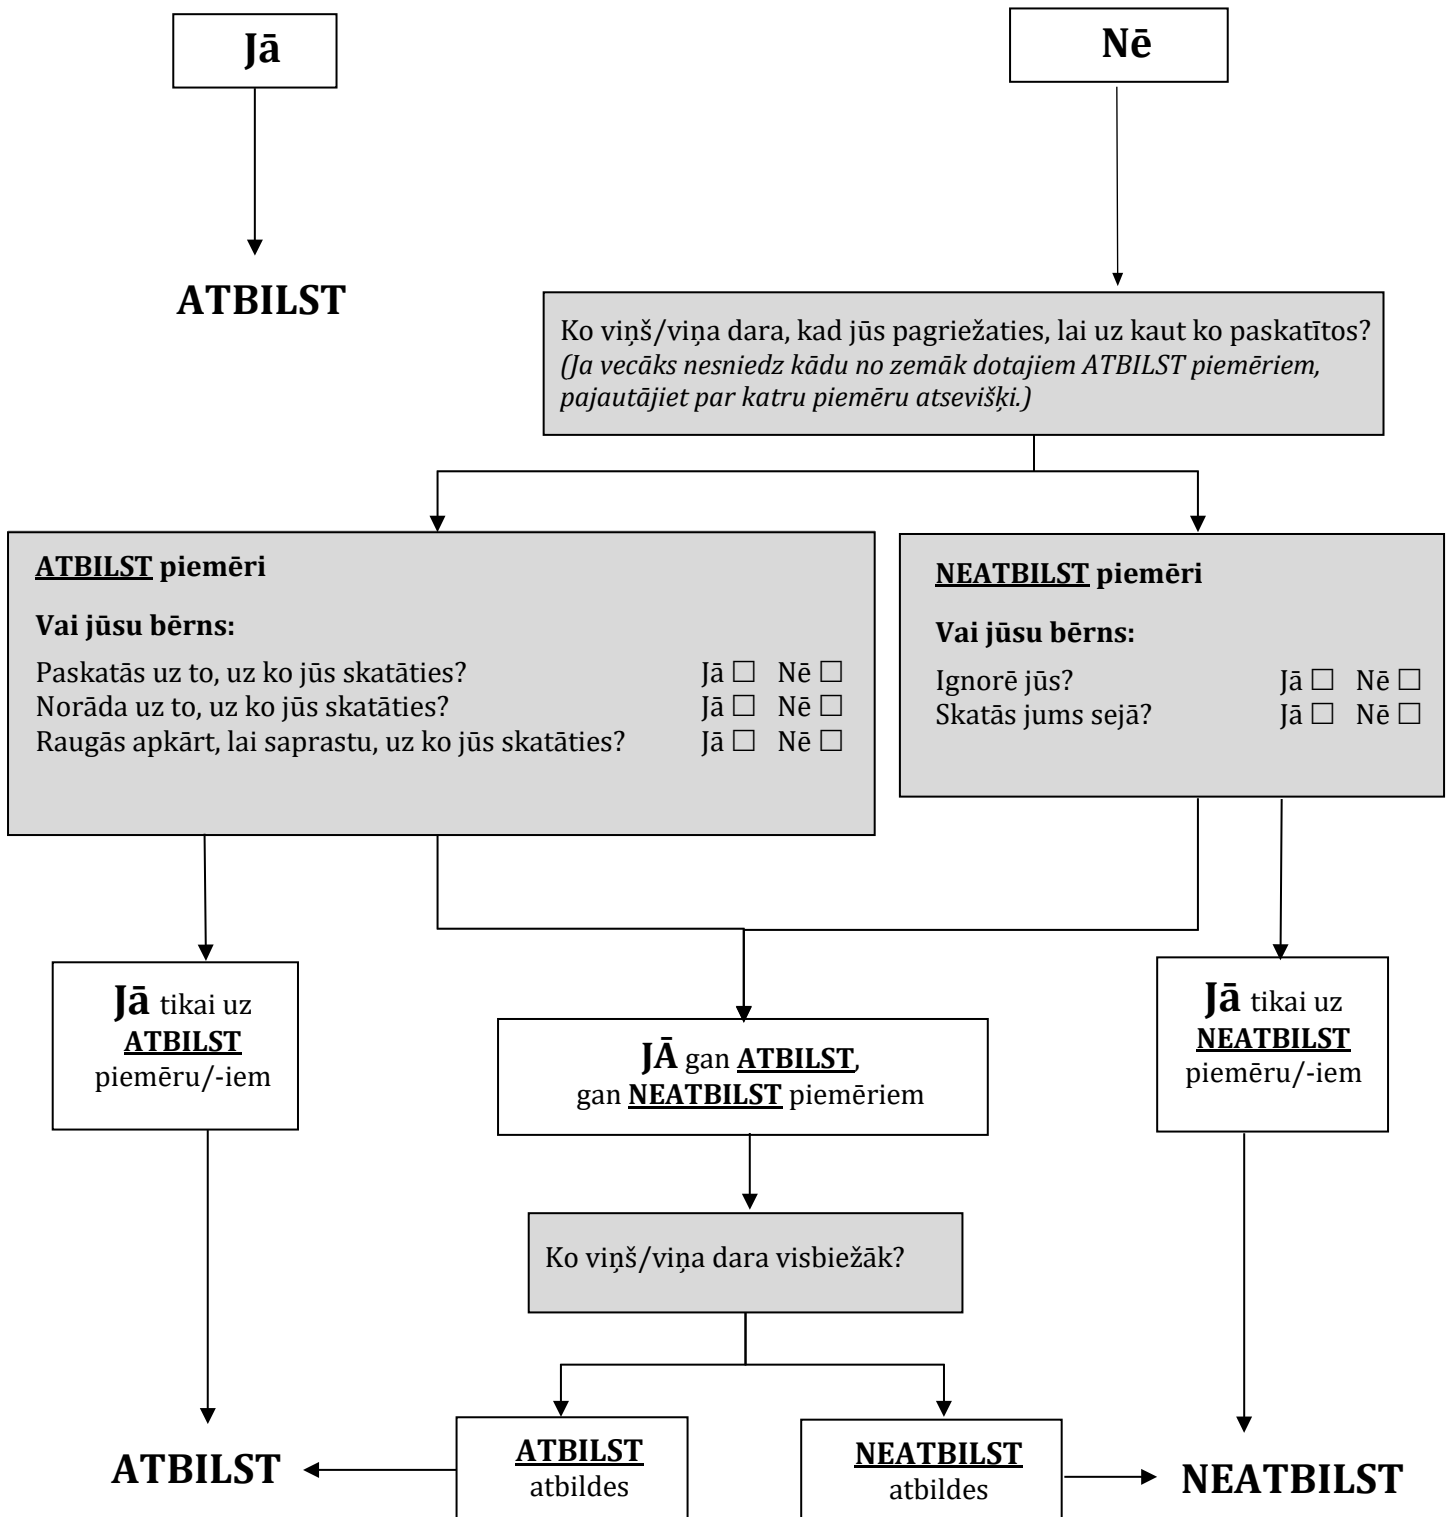 Jā
Nē
ATBILST
Ko viņš/viņa dara, kad jūs pagriežaties, lai uz kaut ko paskatītos?
(Ja vecāks nesniedz kādu no zemāk dotajiem ATBILST piemēriem,
pajautājiet par katru piemēru atsevišķi.)
ATBILST piemēri
Vai jūsu bērns:
Paskatās uz to, uz ko jūs skatāties? Jā ☐ Nē ☐
Norāda uz to, uz ko jūs skatāties? Jā ☐ Nē ☐
Raugās apkārt, lai saprastu, uz ko jūs skatāties? Jā ☐ Nē ☐
NEATBILST piemēri
Vai jūsu bērns:
Ignorē jūs? Jā ☐ Nē ☐
Skatās jums sejā? Jā ☐ Nē ☐
Jā tikai uz
ATBILST
piemēru/-iem
JĀ gan ATBILST,
gan NEATBILST piemēriem
Jā tikai uz
NEATBILST
piemēru/-iem
Ko viņš/viņa dara visbiežāk?
ATBILST
ATBILST
atbildes
NEATBILST
atbildes
NEATBILST